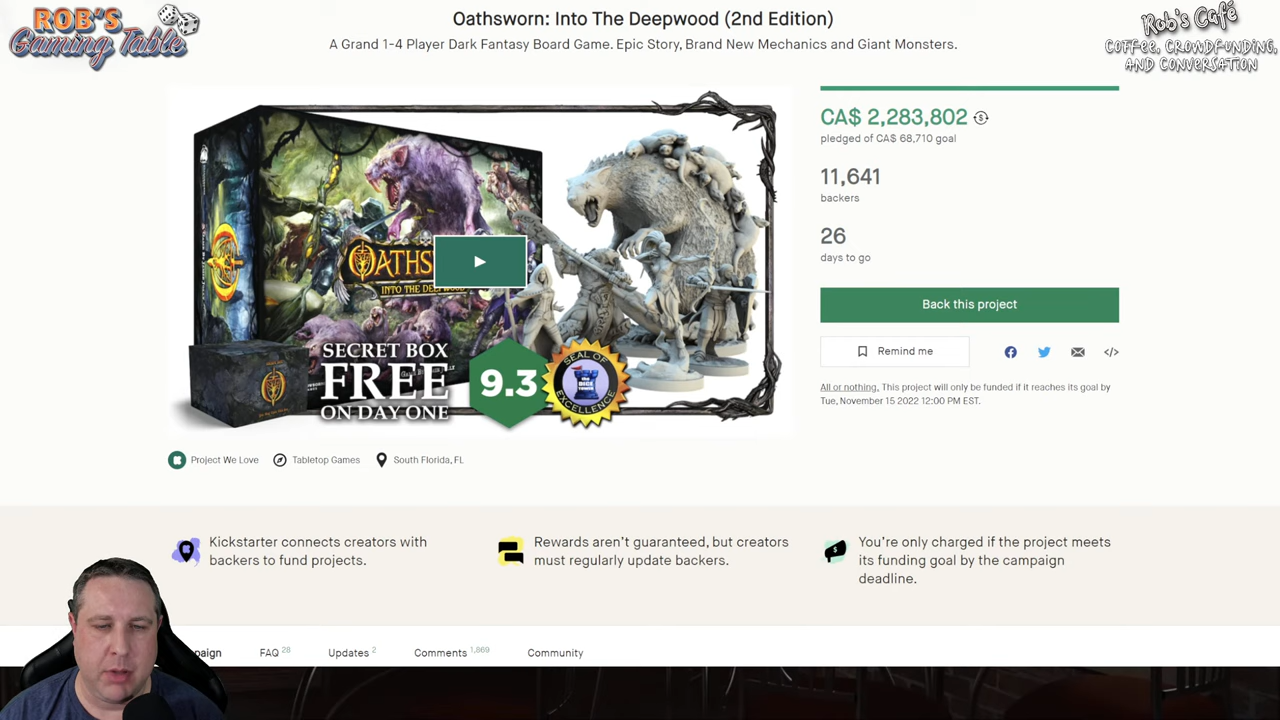 ROB'S
Gaming Table
Oathsworn: Into The Deepwood (2nd Edition)
A Grand 1-4 Player Dark Fantasy Board Game. Epic Story, Brand New Mechanics and Giant Monsters.
Rob's Café
COFFEE, CROWDFUNDING,
AND CONVERSATION
OATHS
INTO THE DEEPWOOD
SECRET BOX
FREE
ON DAY ONE
9.3
SEAL OF
the DICE TOWER
EXCELLENCE
CA$ 2,283,802
pledged of CA$ 68,710 goal
11,641
backers
26
days to go
Back this project
Remind me
All or nothing. This project will only be funded if it reaches its goal by
Tue, November 15 2022 12:00 PM EST.
Project We Love
Tabletop Games
South Florida, FL
Kickstarter connects creators with
backers to fund projects.
Rewards aren't guaranteed, but creators
must regularly update backers.
You're only charged if the project meets
its funding goal by the campaign
deadline.
paign
FAQ 28
Updates 2
Comments 1,869
Community